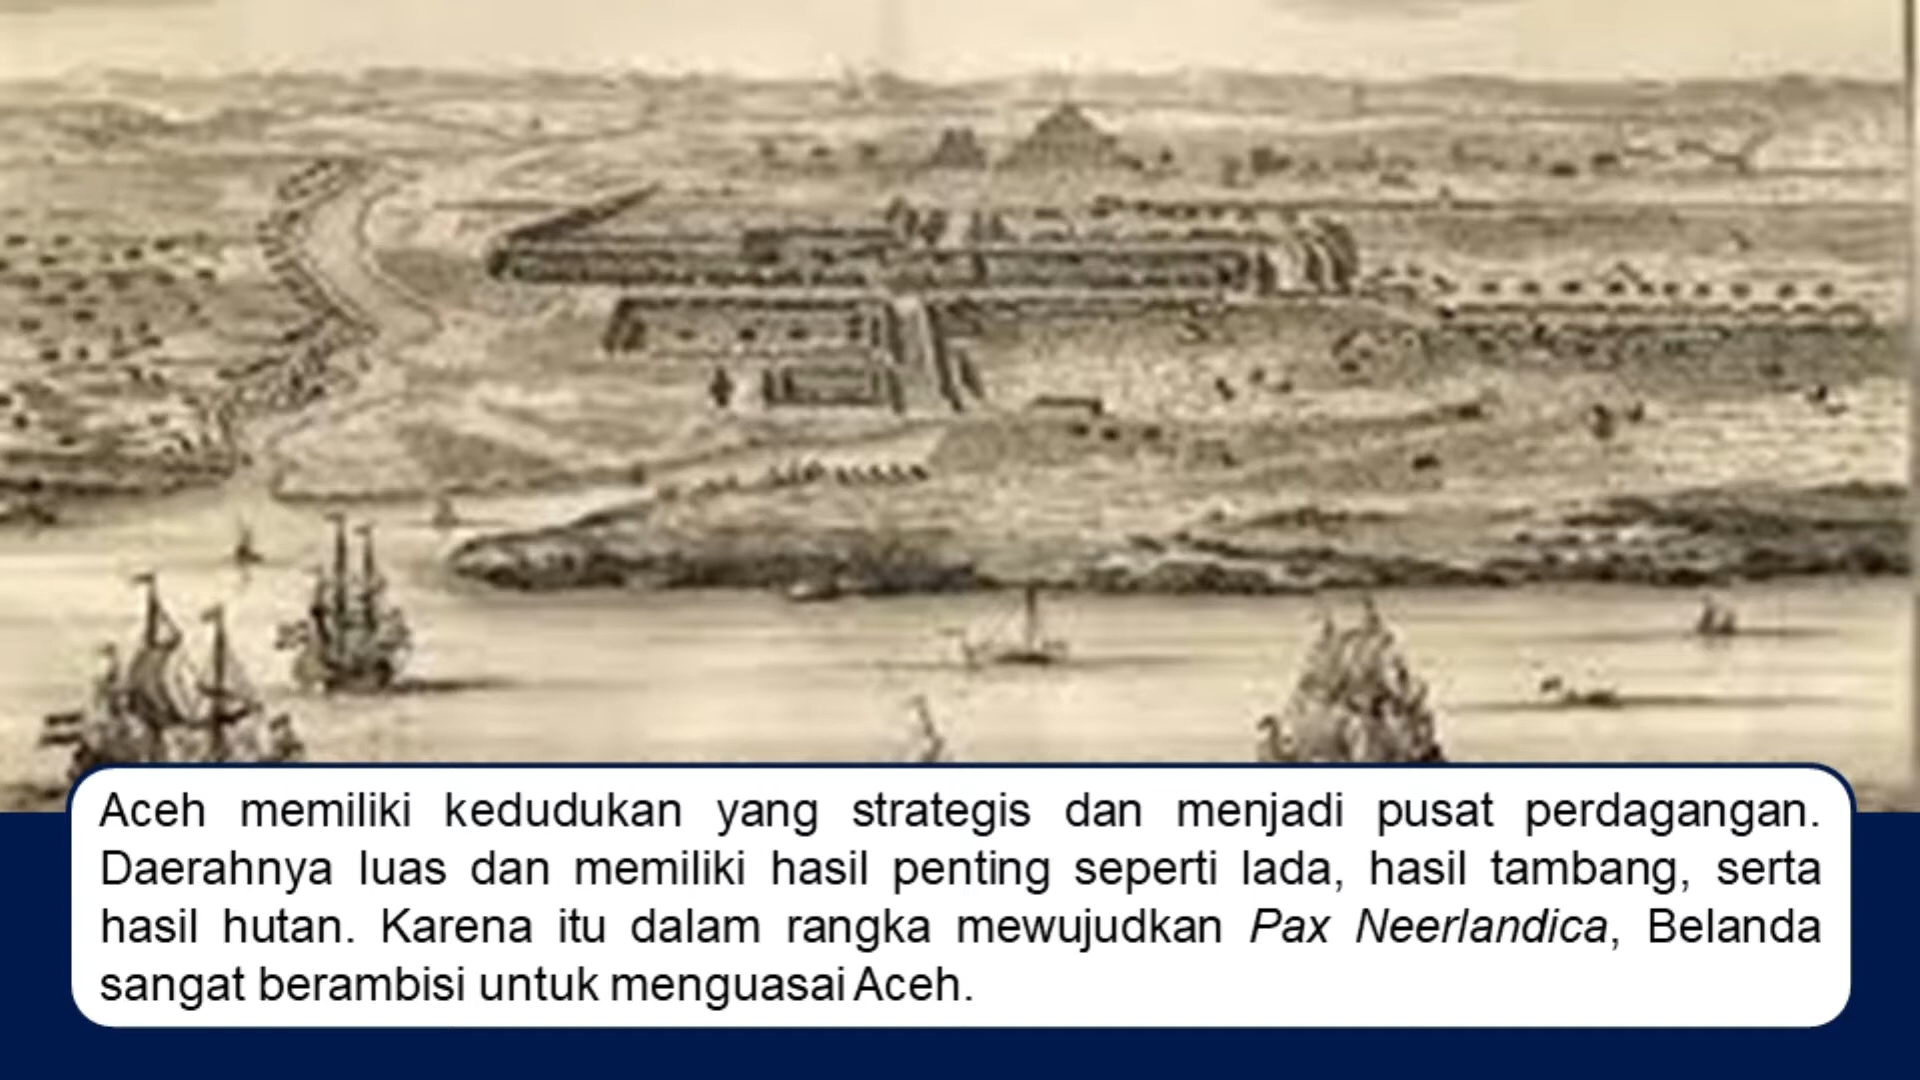 Aceh memiliki kedudukan yang strategis dan menjadi pusat perdagangan.
Daerahnya luas dan memiliki hasil penting seperti lada, hasil tambang, serta
hasil hutan. Karena itu dalam rangka mewujudkan Pax Neerlandica, Belanda
sangat berambisi untuk menguasai Aceh.